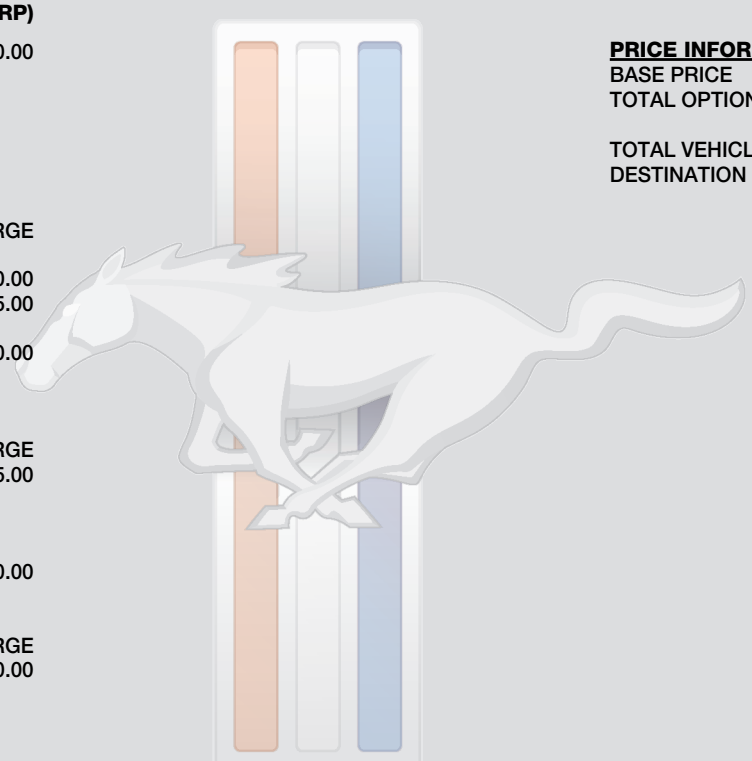 RP)
0.00
RGE
0.00
5.00
0.00
RGE
5.00
0.00
RGE
0.00
PRICE INFOR
BASE PRICE
TOTAL OPTION
TOTAL VEHICL
DESTINATION